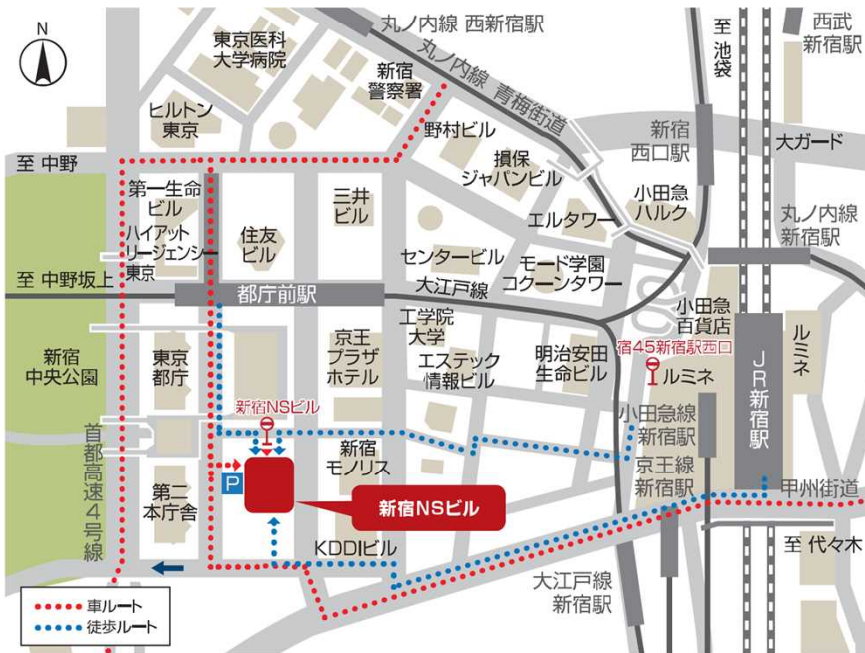 N
丸ノ内線 西新宿駅
東京医科
大学病院
新宿
警察署
丸ノ内線 青梅街道
至 池袋
西武
新宿駅
ヒルトン
東京
野村ビル
新宿
西口駅
大ガード
至 中野
損保
ジャパンビル
第一生命
ビル
三井
ビル
小田急
ハルク
丸ノ内線
新宿駅
ハイアット
リージェンシー
東京
住友
ビル
エルタワー
センタービル
モード学園
コクーンタワー
至 中野坂上
都庁前駅
大江戸線
小田急
百貨店
工学院
大学
新宿
中央公園
東京
都庁
京王
プラザ
ホテル
エステック
情報ビル
明治安田
生命ビル
宿45新宿駅西口
ルミネ
ルミネ
JR新宿駅
新宿NSビル
小田急線
新宿駅
首都高速4号線
新宿
モノリス
京王線
新宿駅
P
第二
本庁舎
新宿NSビル
甲州街道
KDDIビル
至 代々木
大江戸線
新宿駅
車ルート
徒歩ルート